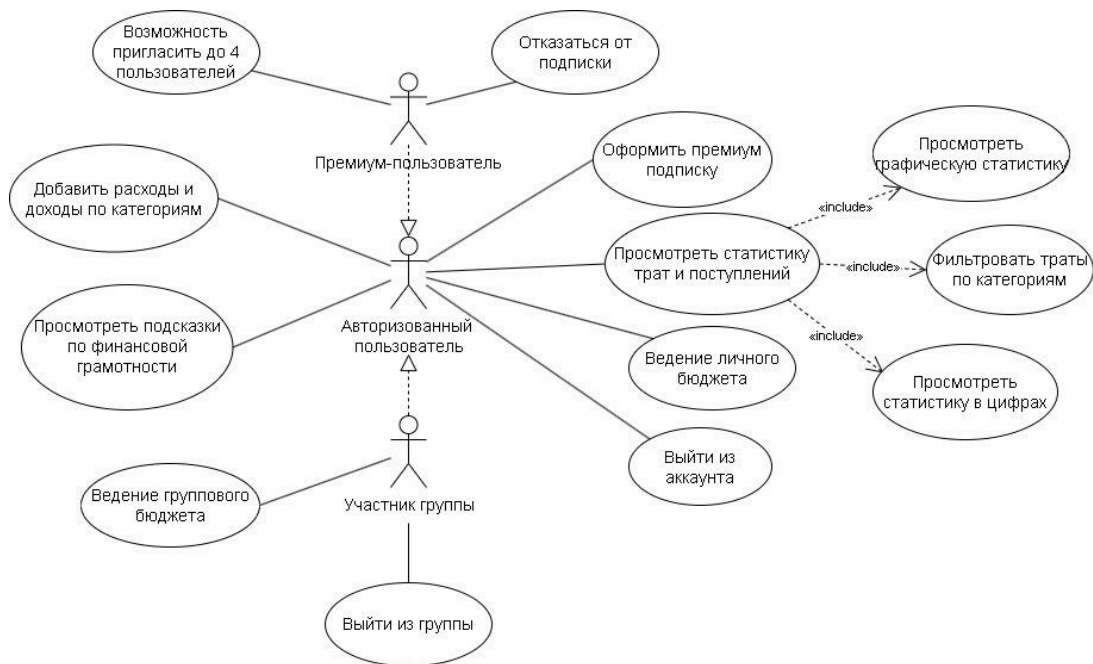 Возможность
пригласить до 4
пользователей
Отказаться от
подписки
Премиум-пользователь
Оформить премиум
подписку
Просмотреть
графическую статистику
Добавить расходы и
доходы по категориям
«include»
Просмотреть статистику
трат и поступлений
«include»
Фильтровать траты
по категориям
Просмотреть подсказки
по финансовой
грамотности
Авторизованный
пользователь
«include»
Ведение личного
бюджета
Просмотреть
статистику в цифрах
Выйти из
аккаунта
Ведение группового
бюджета
Участник группы
Выйти из группы